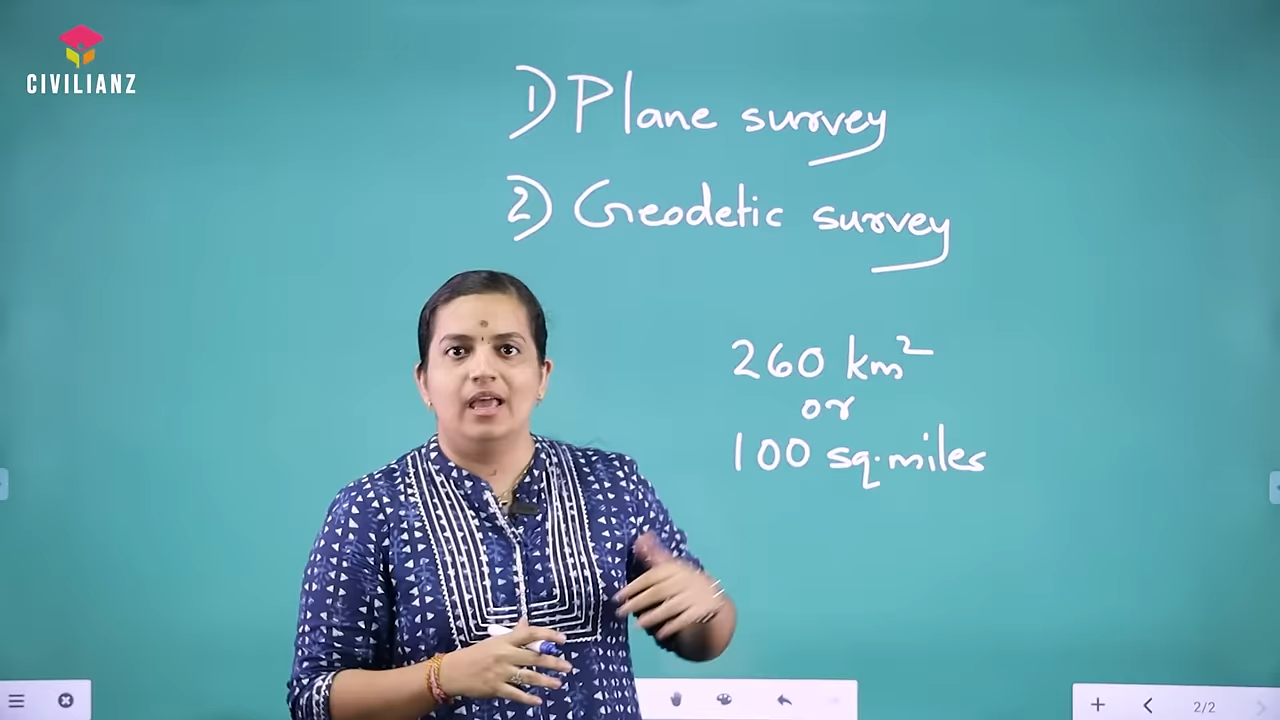 CIVILIANZ
1) Plane survey
2) Geodetic survey
260 km²
or
100 sq.miles
2/2